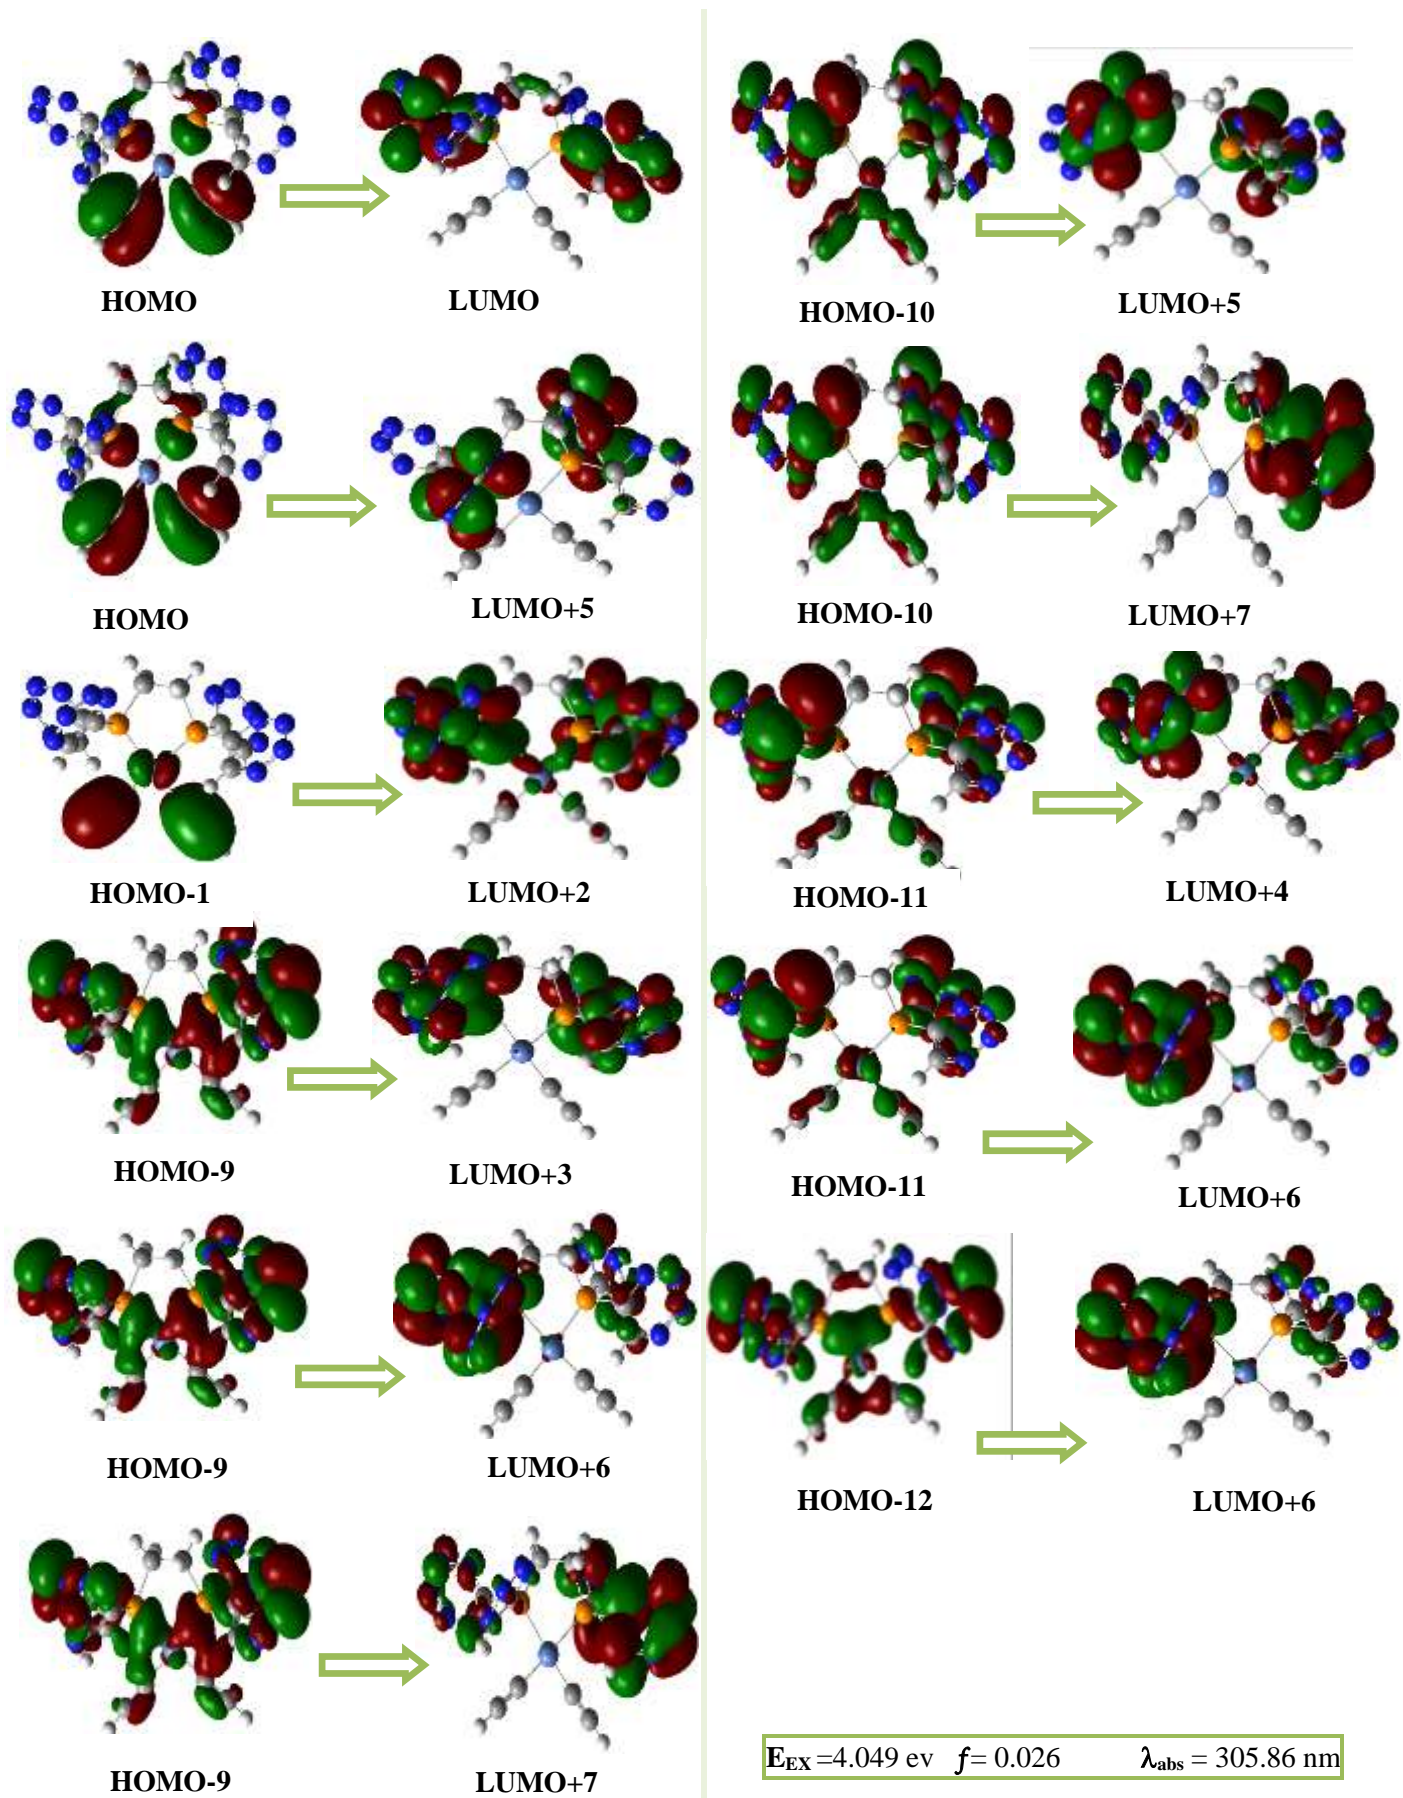 HOMO LUMO
HOMO LUMO+5
HOMO-1 LUMO+2
HOMO-9 LUMO+3
HOMO-9 LUMO+6
HOMO-9 LUMO+7
HOMO-10 LUMO+5
HOMO-10 LUMO+7
HOMO-11 LUMO+4
HOMO-11 LUMO+6
HOMO-12 LUMO+6
EEX =4.049 ev f= 0.026 λabs = 305.86 nm